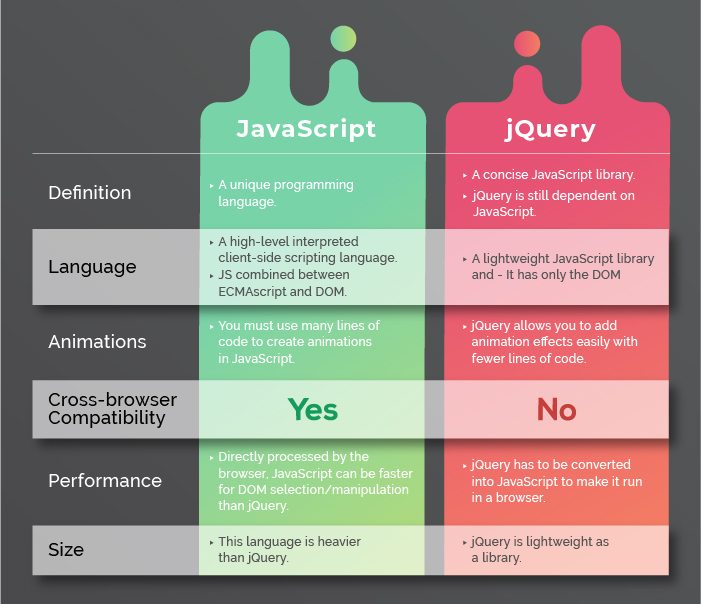 JavaScript
jQuery
Definition
‣ A unique programming
language.
‣ A concise JavaScript library.
‣ jQuery is still dependent on
JavaScript.
Language
‣ A high-level interpreted
client-side scripting language.
‣ JS combined between
ECMAscript and DOM.
‣ A lightweight JavaScript library
and - It has only the DOM
Animations
‣ You must use many lines of
code to create animations
in JavaScript.
‣ jQuery allows you to add
animation effects easily with
fewer lines of code.
Cross-browser
Compatibility
Yes
No
Performance
‣ Directly processed by the
browser, JavaScript can be faster
for DOM selection/manipulation
than jQuery.
‣ jQuery has to be converted
into JavaScript to make it run
in a browser.
Size
‣ This language is heavier
than jQuery.
‣ jQuery is lightweight as
a library.